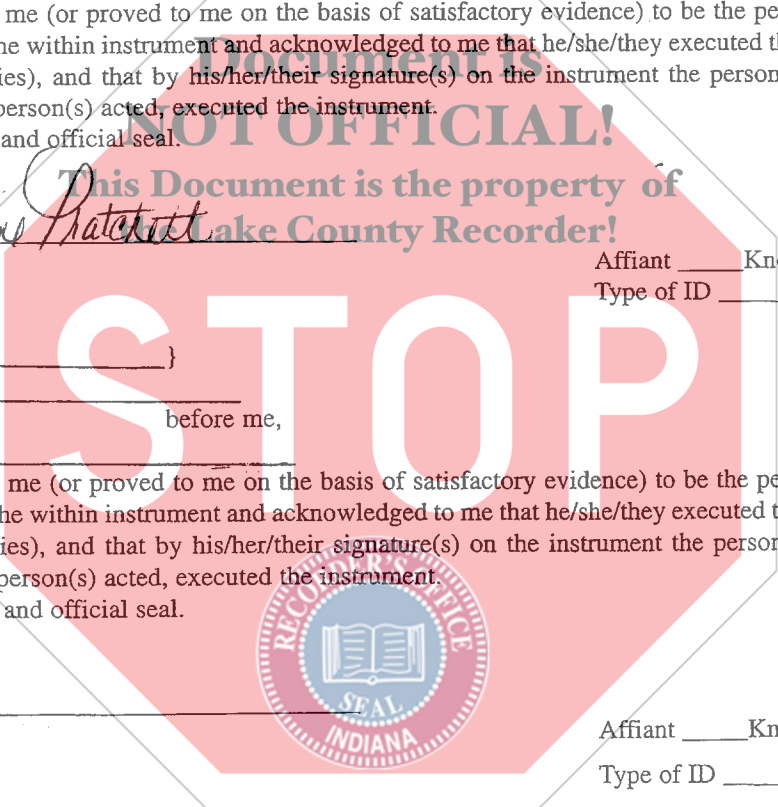 me (or proved to me on the basis of satisfactory evidence) to be the pe
he within instrument and acknowledged to me that he/she/they executed t
ies), and that by his/her/their signature(s) on the instrument the person
person(s) acted, executed the instrument.
and official seal.
Document is
NOT OFFICIAL!
This Document is the property of
the Lake County Recorder!
Pratchett
Affiant _____Kn
Type of ID ____
STOP
}
before me,
me (or proved to me on the basis of satisfactory evidence) to be the pe
he within instrument and acknowledged to me that he/she/they executed t
ies), and that by his/her/their signature(s) on the instrument the person
person(s) acted, executed the instrument.
and official seal.
RECORDER'S OFFICE
SEAL
INDIANA
Affiant _____Kn
Type of ID ____